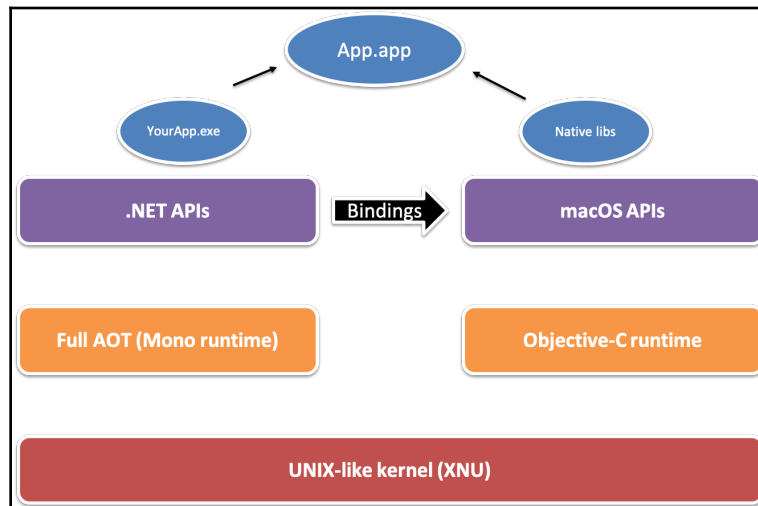 App.app
YourApp.exe
Native libs
.NET APIs
Bindings
macOS APIs
Full AOT (Mono runtime)
Objective-C runtime
UNIX-like kernel (XNU)